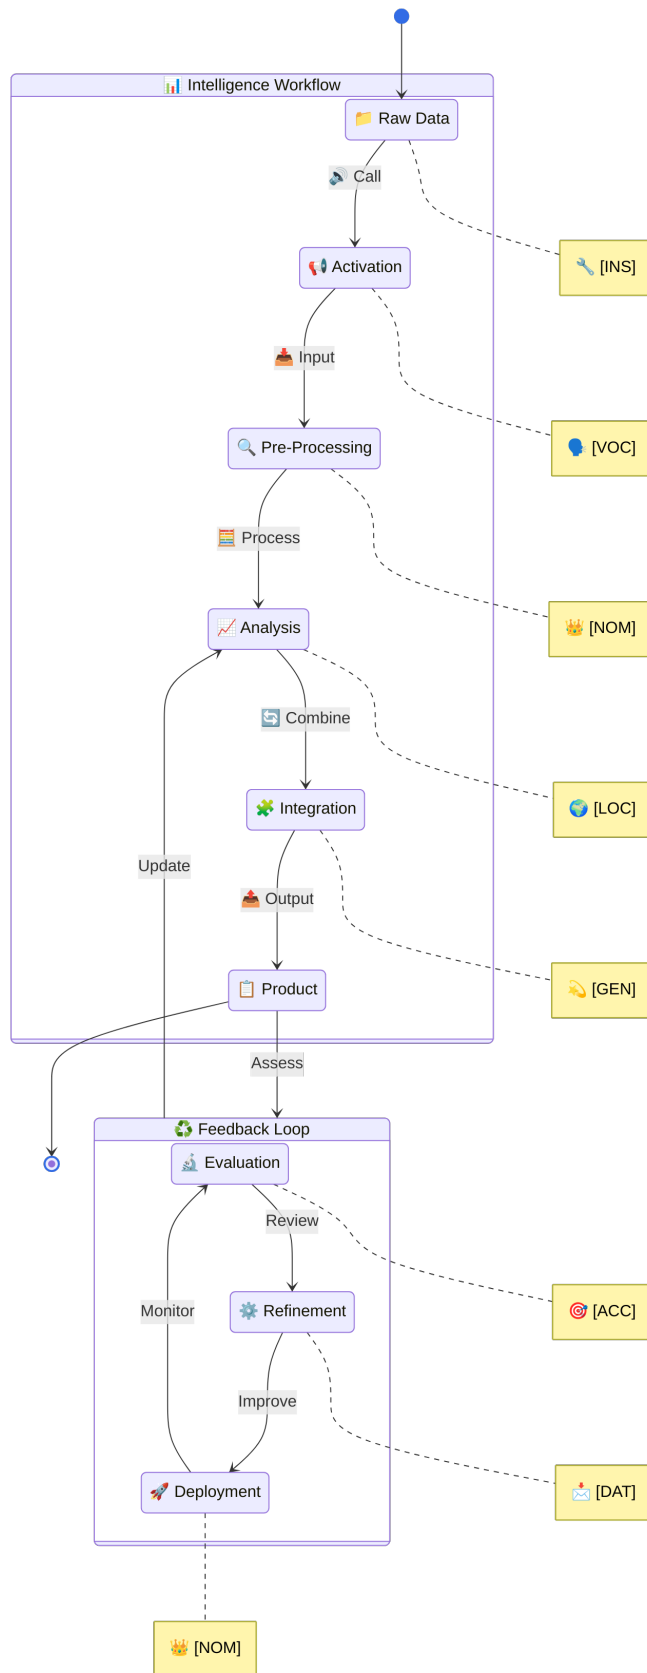 📊 Intelligence Workflow
📁 Raw Data
🔊 Call
🔧 [INS]
📢 Activation
📥 Input
🗣️ [VOC]
🔍 Pre-Processing
🧮 Process
👑 [NOM]
📈 Analysis
🔄 Combine
🌍 [LOC]
🧩 Integration
Update
📤 Output
💫 [GEN]
📋 Product
Assess
♻️ Feedback Loop
🔬 Evaluation
Review
🎯 [ACC]
Monitor
⚙️ Refinement
Improve
📩 [DAT]
🚀 Deployment
👑 [NOM]